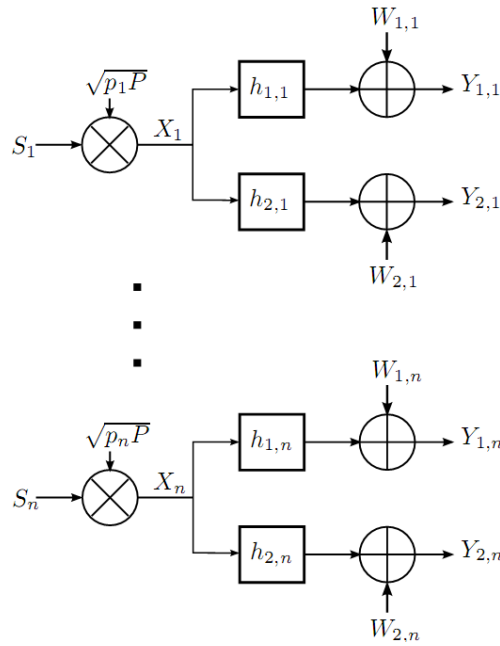 W_{1,1}
√p_1P
h_{1,1}
Y_{1,1}
S_1
X_1
h_{2,1}
Y_{2,1}
W_{2,1}
W_{1,n}
√p_nP
h_{1,n}
Y_{1,n}
S_n
X_n
h_{2,n}
Y_{2,n}
W_{2,n}